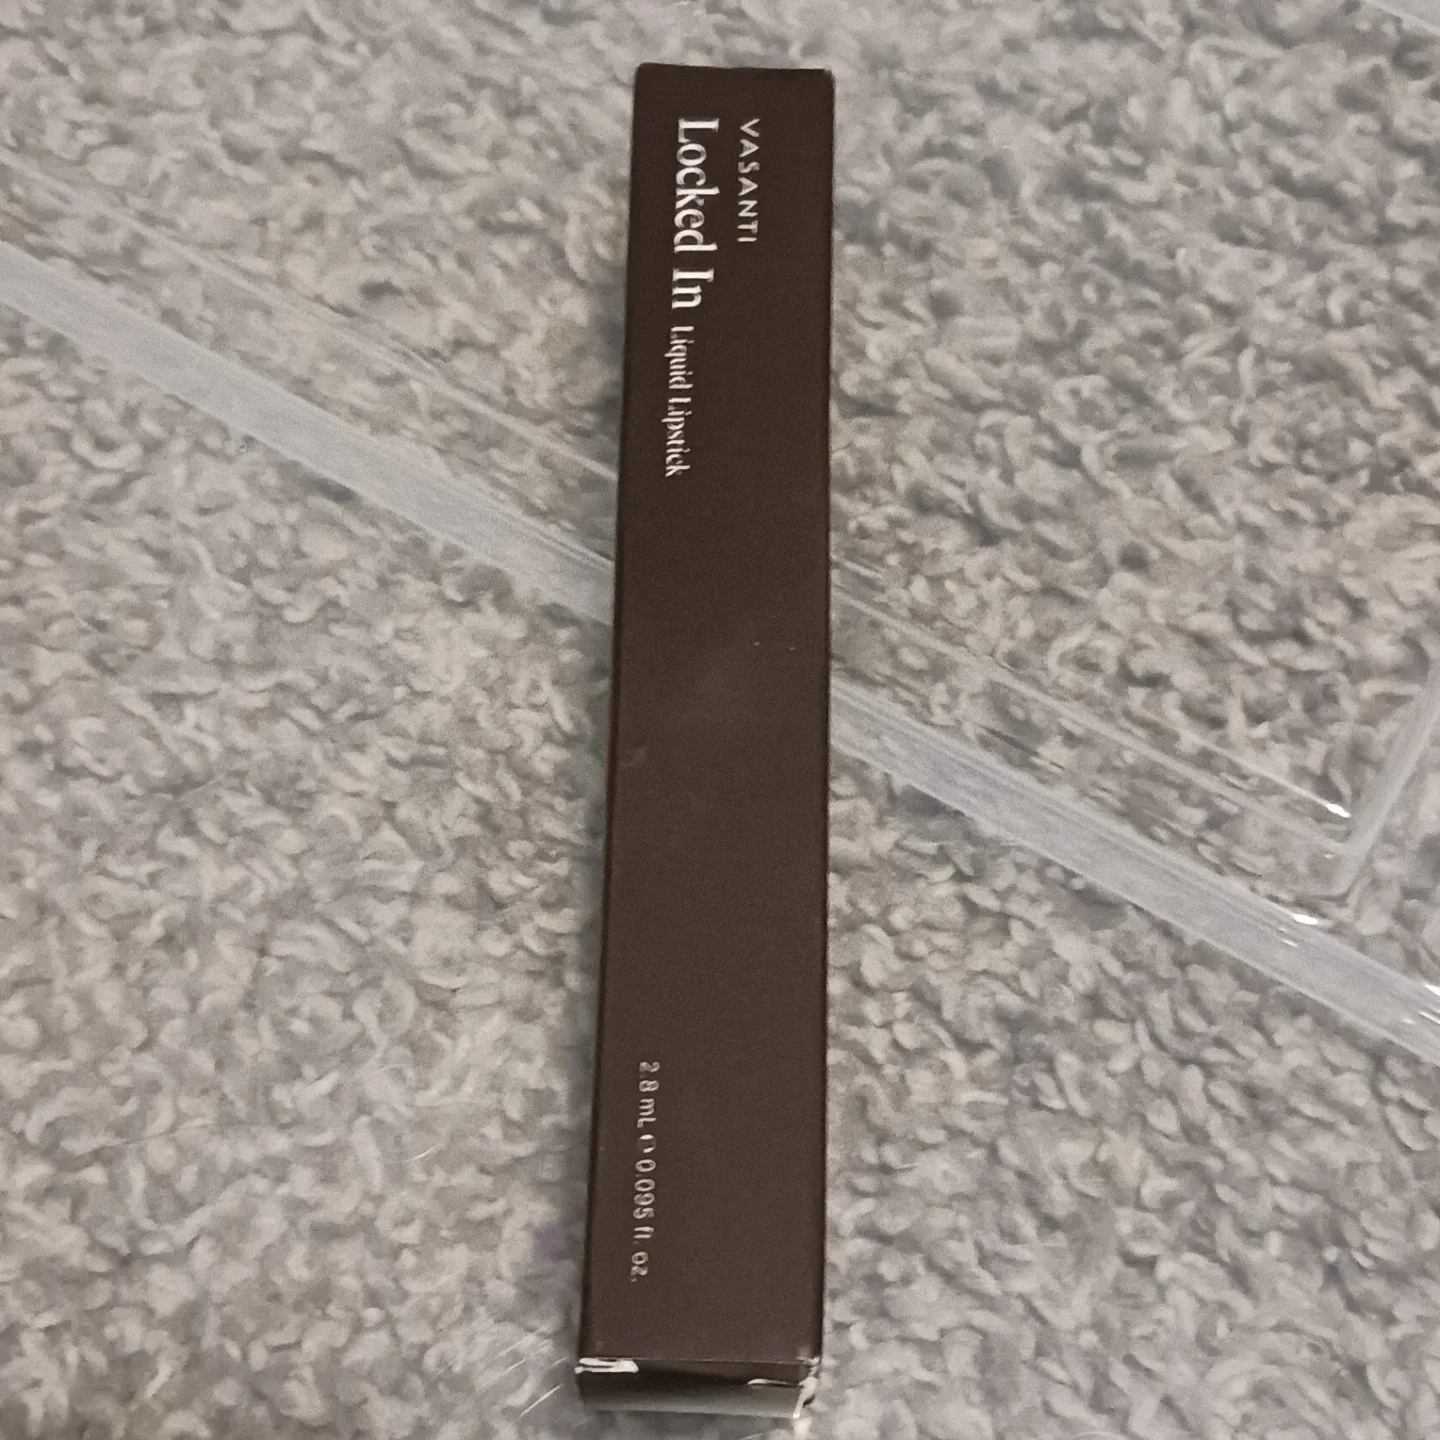 VASANTI
Locked In Liquid Lipstick
2.8 mL ℮ 0.095 fl. oz.